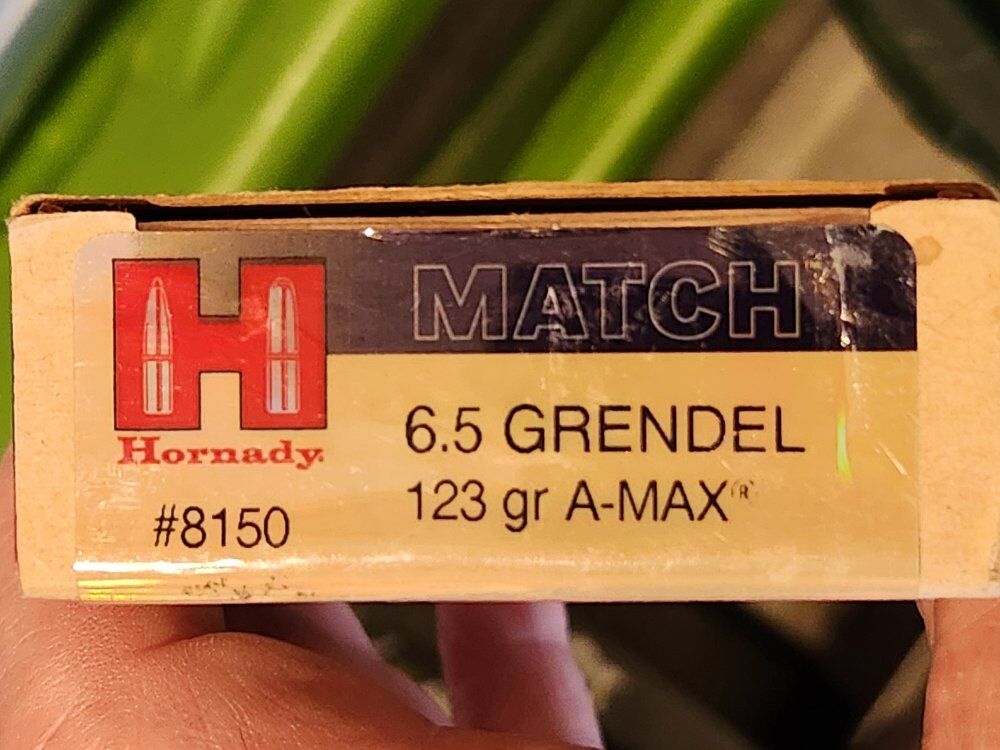 MATCH
Hornady.
6.5 GRENDEL
123 gr A-MAX®
#8150